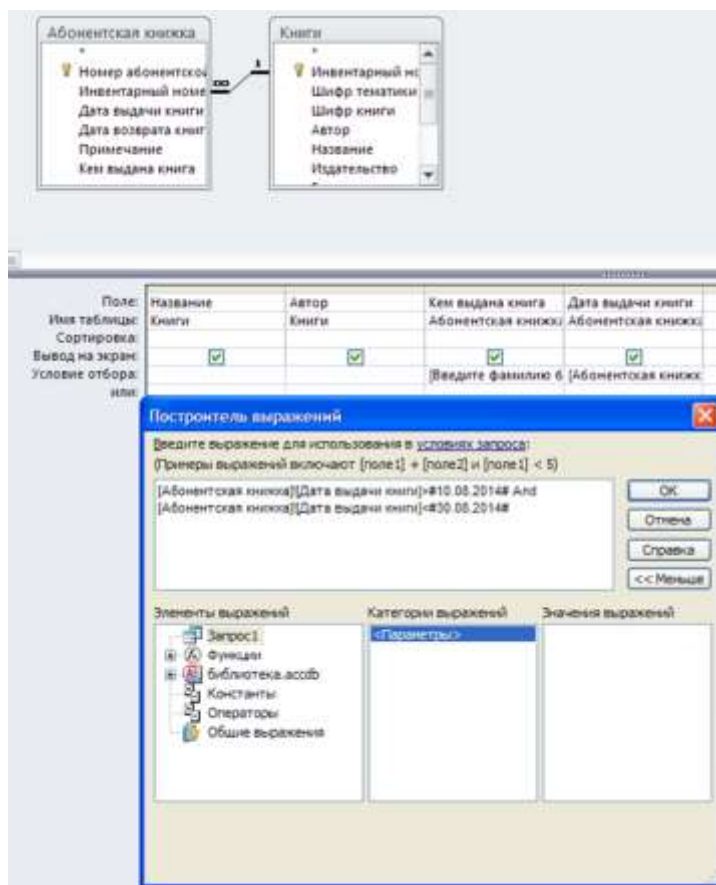 Абонентская книжка
*
Номер абонентской
Инвентарный номе
Дата выдачи книги
Дата возврата книг
Примечание
Кем выдана книга
∞ 1
Книги
*
Инвентарный но
Шифр тематики
Шифр книги
Автор
Название
Издательство
Поле: Название Автор Кем выдана книга Дата выдачи книги
Имя таблицы: Книги Книги Абонентская книжка Абонентская книжка
Сортировка:
Вывод на экран:
Условие отбора: [Введите фамилию б [Абонентская книжк
или:
Построитель выражений
Введите выражение для использования в условиях запроса:
(Примеры выражений включают [поле1] + [поле2] и [поле1] < 5)
[Абонентская книжка]![Дата выдачи книги]>#10.08.2014# And
[Абонентская книжка]![Дата выдачи книги]<#30.08.2014#
OK
Отмена
Справка
<< Меньше
Элементы выражений Категории выражений Значения выражений
Запрос1
Функции
библиотека.accdb
Константы
Операторы
Общие выражения
<Параметры>